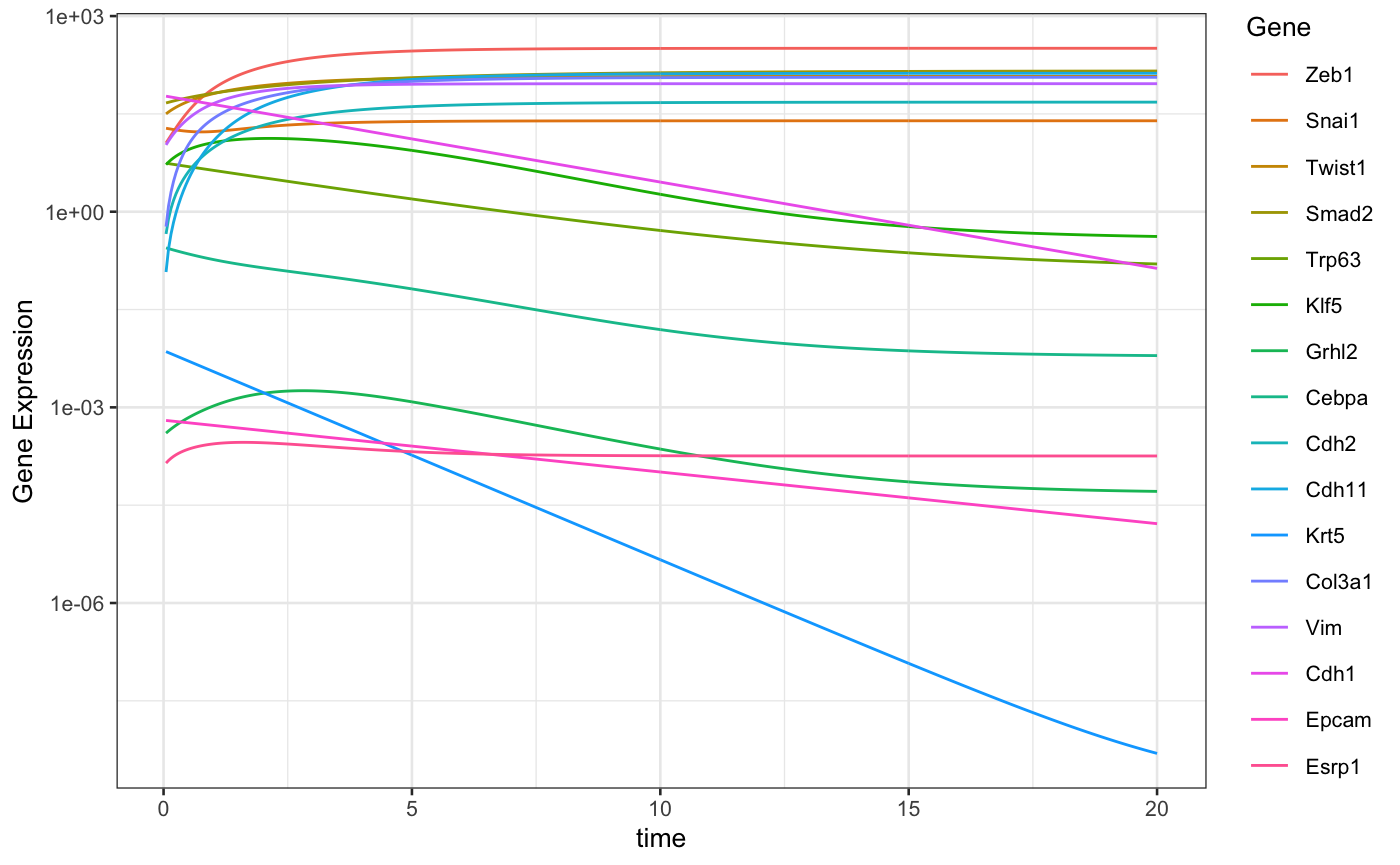 Gene Expression
1e+03
1e+00
1e-03
1e-06
0 5 10 15 20
time
Gene
Zeb1
Snai1
Twist1
Smad2
Trp63
Klf5
Grhl2
Cebpa
Cdh2
Cdh11
Krt5
Col3a1
Vim
Cdh1
Epcam
Esrp1